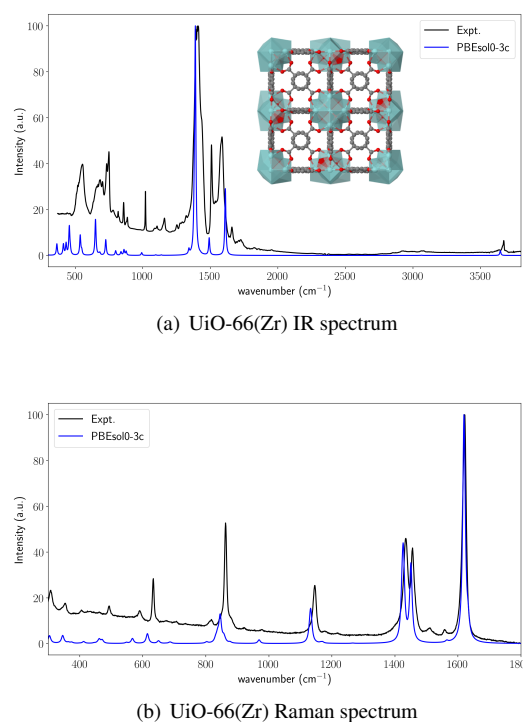 100
80
60
40
20
0
Intensity (a.u.)
Expt.
PBEsol0-3c
500 1000 1500 2000 2500 3000 3500
wavenumber (cm⁻¹)
(a) UiO-66(Zr) IR spectrum
100
80
60
40
20
0
Intensity (a.u.)
Expt.
PBEsol0-3c
400 600 800 1000 1200 1400 1600 1800
wavenumber (cm⁻¹)
(b) UiO-66(Zr) Raman spectrum